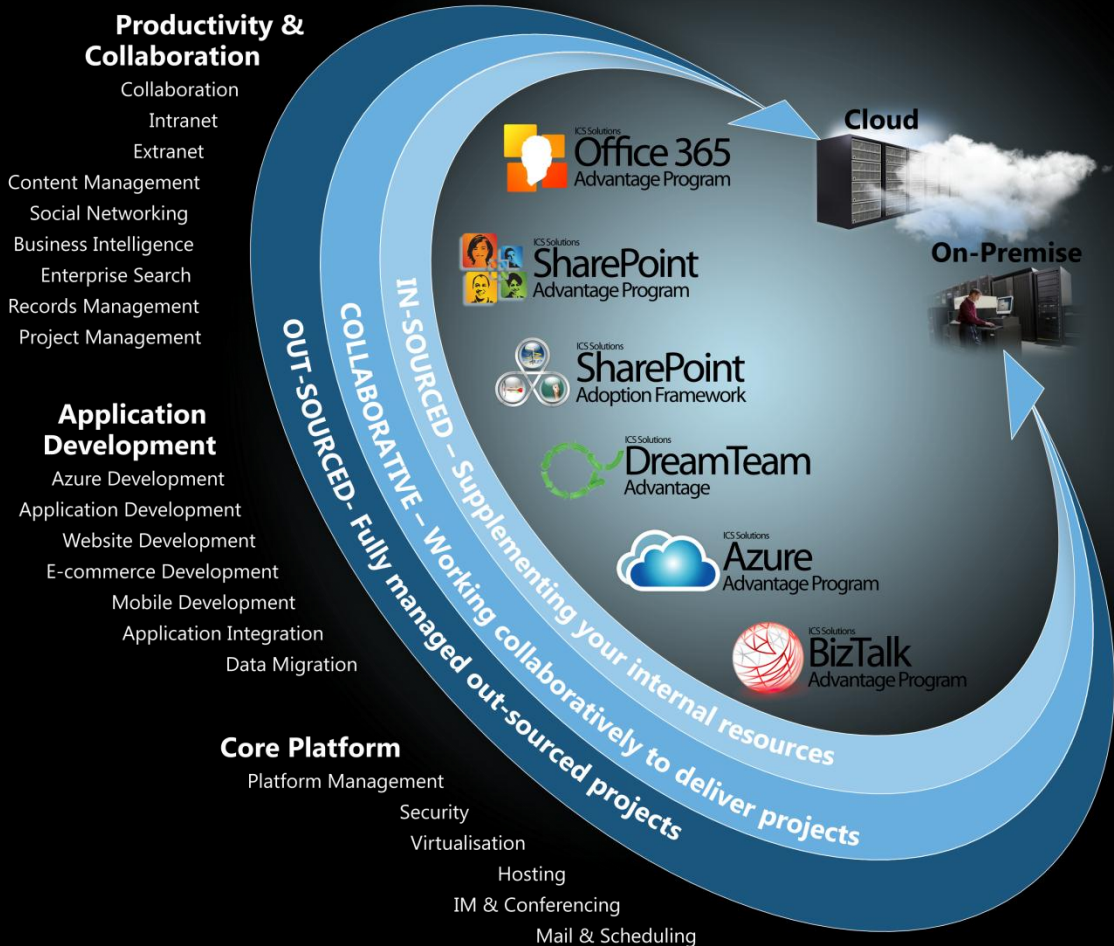 Productivity &
Collaboration
Collaboration
Intranet
Extranet
Content Management
Social Networking
Business Intelligence
Enterprise Search
Records Management
Project Management
Application
Development
Azure Development
Application Development
Website Development
E-commerce Development
Mobile Development
Application Integration
Data Migration
Core Platform
Platform Management
Security
Virtualisation
Hosting
IM & Conferencing
Mail & Scheduling
OUT-SOURCED- Fully managed out-sourced projects
COLLABORATIVE – Working collaboratively to deliver projects
IN-SOURCED – Supplementing your internal resources
ICS Solutions
Office 365
Advantage Program
ICS Solutions
SharePoint
Advantage Program
ICS Solutions
SharePoint
Adoption Framework
ICS Solutions
DreamTeam
Advantage
ICS Solutions
Azure
Advantage Program
ICS Solutions
BizTalk
Advantage Program
Cloud
On-Premise